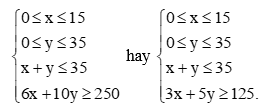 {0≤x≤15 hay {0≤x≤15
0≤y≤35 0≤y≤35
x+y≤35 x+y≤35
6x+10y≥250 3x+5y≥125.